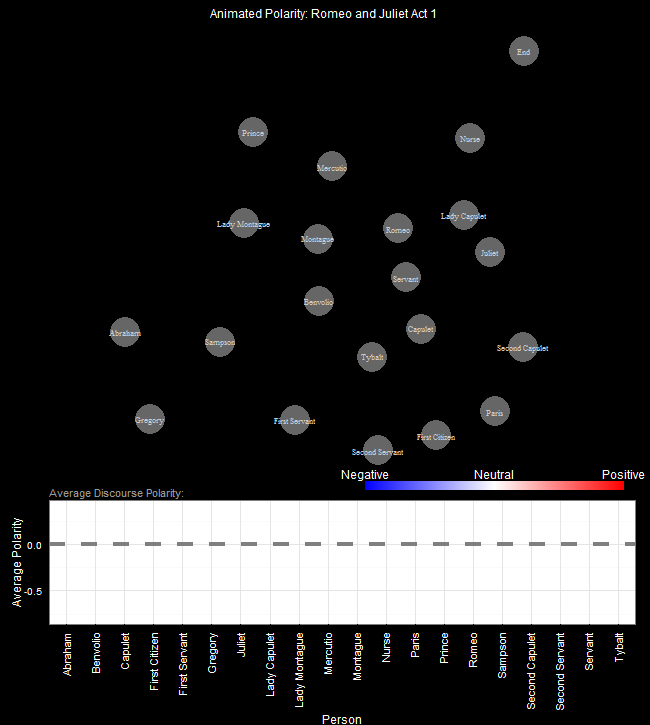 Animated Polarity: Romeo and Juliet Act 1
End
Prince
Nurse
Mercutio
Lady Montague
Lady Capulet
Montague
Romeo
Juliet
Servant
Benvolio
Abraham
Sampson
Capulet
Tybalt
Second Capulet
Gregory
First Servant
Paris
First Citizen
Second Servant
Negative Neutral Positive
Average Discourse Polarity:
Average Polarity
0.0
-0.5
Abraham
Benvolio
Capulet
First Citizen
First Servant
Gregory
Juliet
Lady Capulet
Lady Montague
Mercutio
Montague
Nurse
Paris
Prince
Romeo
Sampson
Second Capulet
Second Servant
Servant
Tybalt
Person